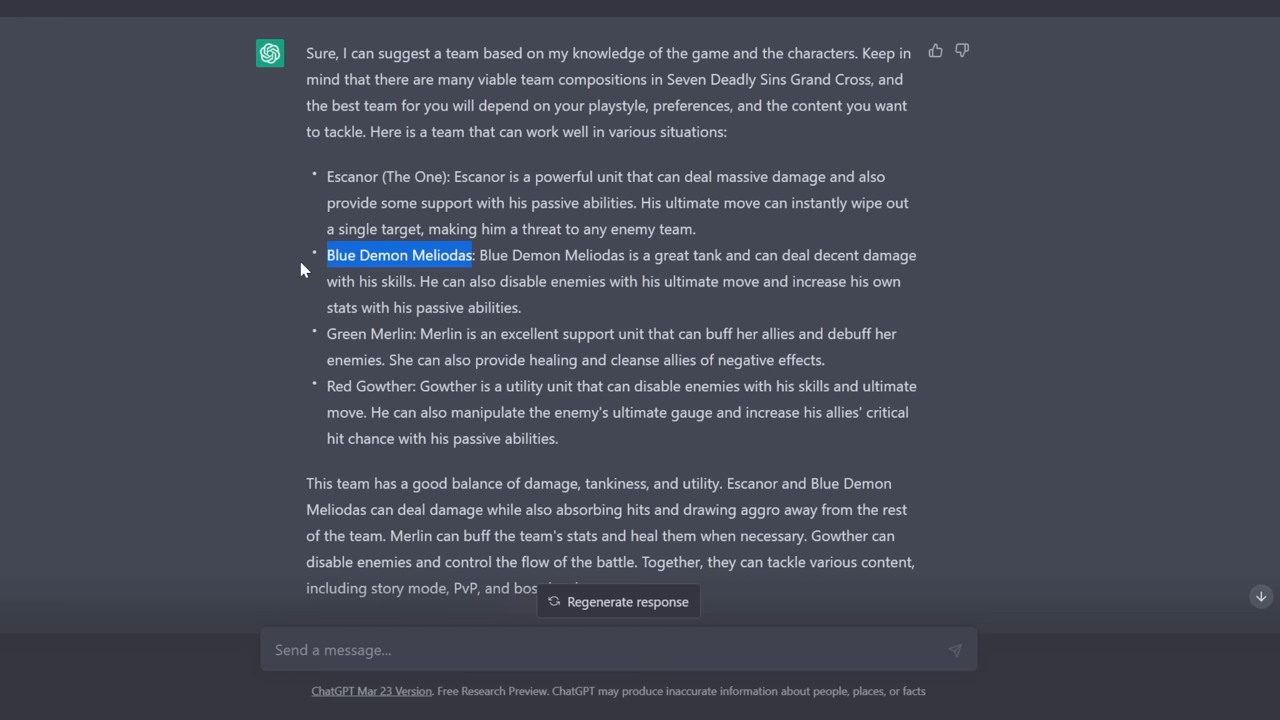 Sure, I can suggest a team based on my knowledge of the game and the characters. Keep in
mind that there are many viable team compositions in Seven Deadly Sins Grand Cross, and
the best team for you will depend on your playstyle, preferences, and the content you want
to tackle. Here is a team that can work well in various situations:
• Escanor (The One): Escanor is a powerful unit that can deal massive damage and also
provide some support with his passive abilities. His ultimate move can instantly wipe out
a single target, making him a threat to any enemy team.
• Blue Demon Meliodas: Blue Demon Meliodas is a great tank and can deal decent damage
with his skills. He can also disable enemies with his ultimate move and increase his own
stats with his passive abilities.
• Green Merlin: Merlin is an excellent support unit that can buff her allies and debuff her
enemies. She can also provide healing and cleanse allies of negative effects.
• Red Gowther: Gowther is a utility unit that can disable enemies with his skills and ultimate
move. He can also manipulate the enemy's ultimate gauge and increase his allies' critical
hit chance with his passive abilities.
This team has a good balance of damage, tankiness, and utility. Escanor and Blue Demon
Meliodas can deal damage while also absorbing hits and drawing aggro away from the rest
of the team. Merlin can buff the team's stats and heal them when necessary. Gowther can
disable enemies and control the flow of the battle. Together, they can tackle various content,
including story mode, PvP, and
Regenerate response
Send a message...
ChatGPT Mar 23 Version. Free Research Preview. ChatGPT may produce inaccurate information about people, places, or facts